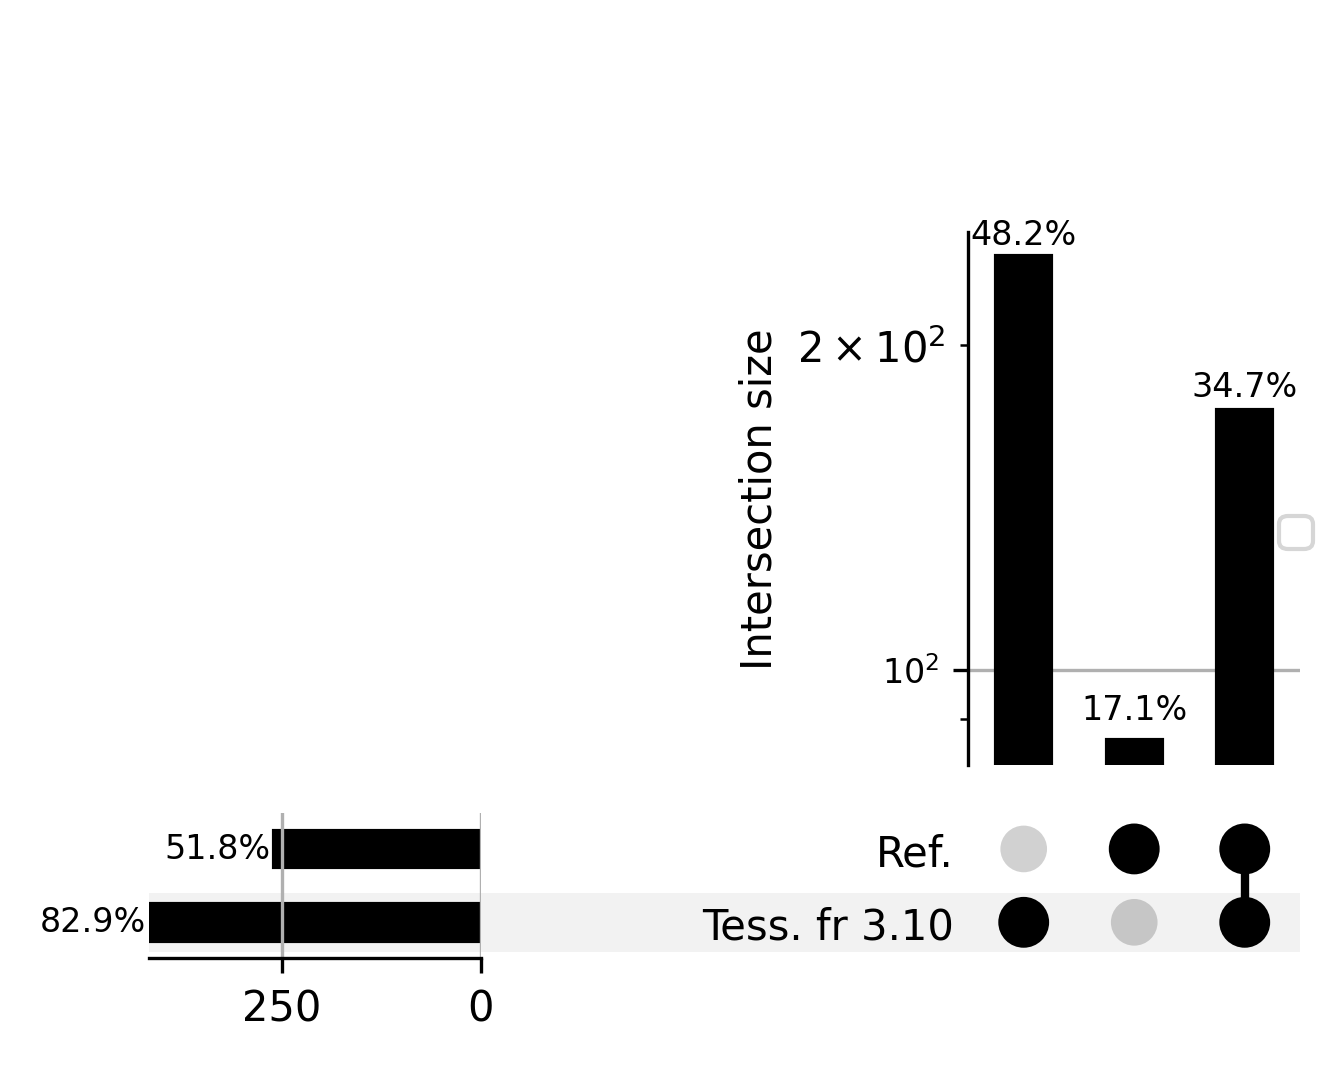 48.2%
2 × 10²
34.7%
Intersection size
10²
17.1%
51.8%
Ref.
82.9%
Tess. fr 3.10
250
0